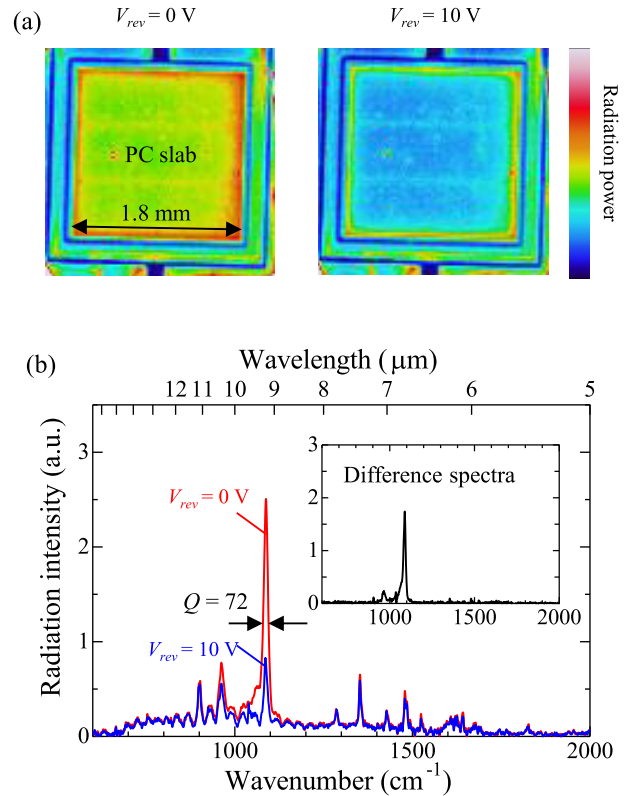 (a)
V_rev = 0 V
V_rev = 10 V
PC slab
1.8 mm
Radiation power
(b)
Wavelength (μm)
12 11 10 9 8 7 6 5
Radiation intensity (a.u.)
3
2
1
0
V_rev = 0 V
Q = 72
V_rev = 10 V
Difference spectra
3
2
1
0
1000 1500 2000
1000 1500 2000
Wavenumber (cm⁻¹)